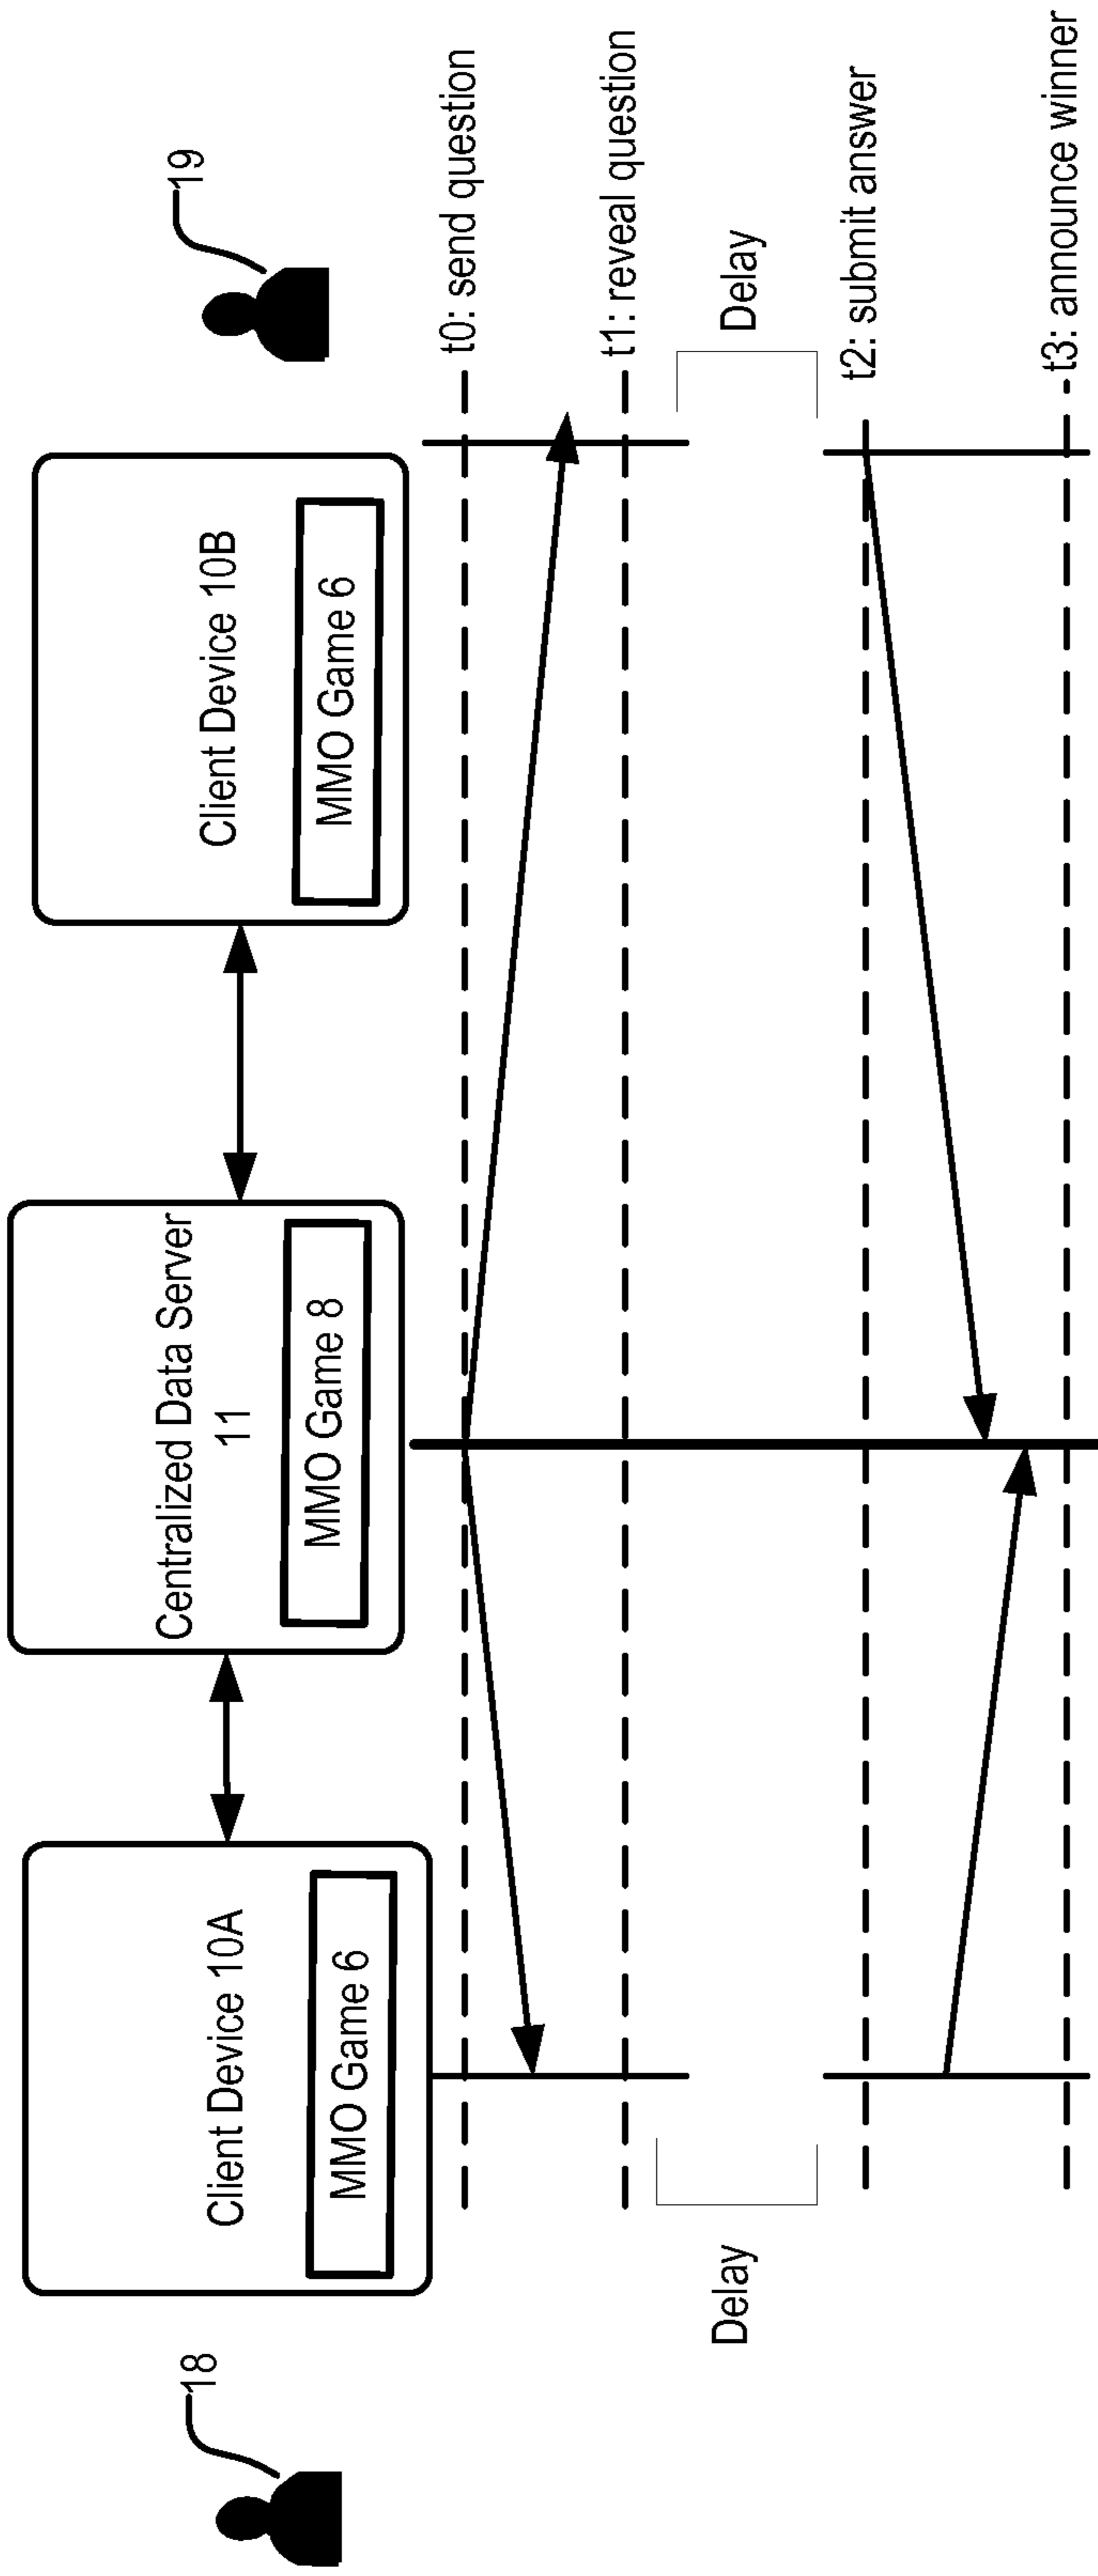 18
Client Device 10A
MMO Game 6
Centralized Data Server
11
MMO Game 8
Client Device 10B
MMO Game 6
19
t0: send question
t1: reveal question
Delay
Delay
t2: submit answer
t3: announce winner